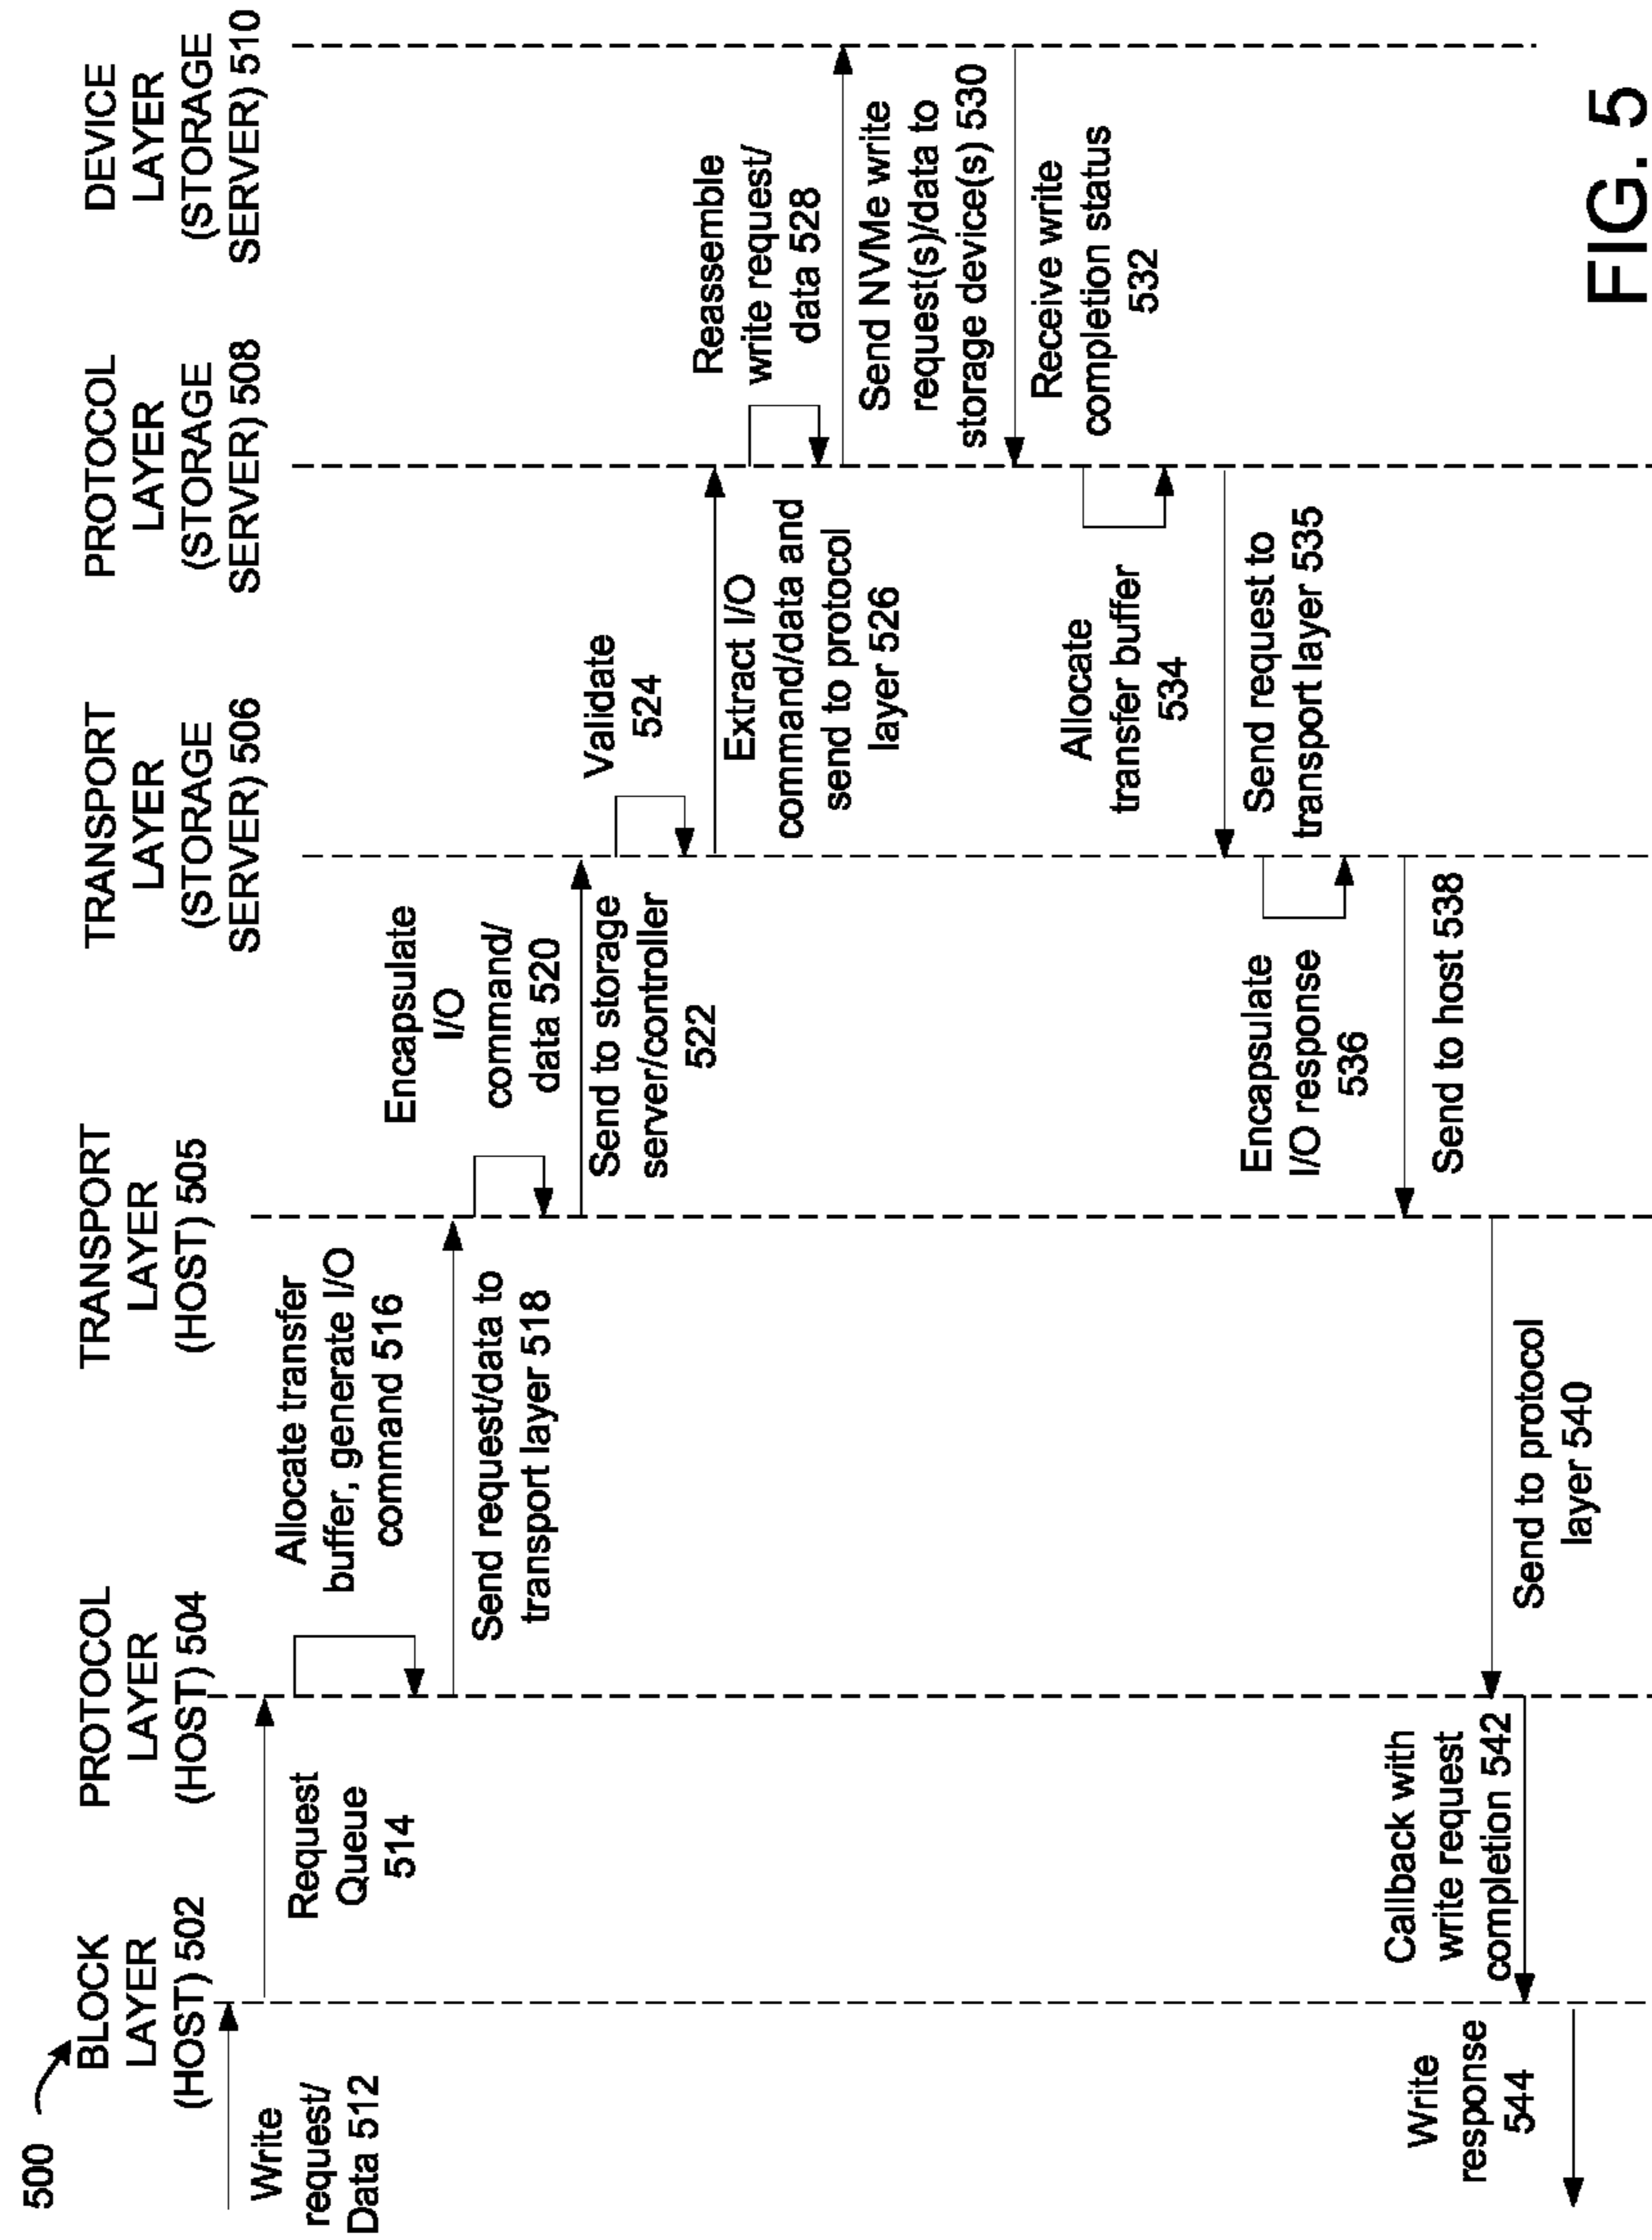 500
BLOCK
LAYER
(HOST) 502
PROTOCOL
LAYER
(HOST) 504
TRANSPORT
LAYER
(HOST) 505
TRANSPORT
LAYER
(STORAGE
SERVER) 506
PROTOCOL
LAYER
(STORAGE
SERVER) 508
DEVICE
LAYER
(STORAGE
SERVER) 510
Write
request/
Data 512
Request
Queue
514
Allocate transfer
buffer, generate I/O
command 516
Send request/data to
transport layer 518
Encapsulate
I/O
command/
data 520
Send to storage
server/controller
522
Validate
524
Extract I/O
command/data and
send to protocol
layer 526
Reassemble
write request/
data 528
Send NVMe write
request(s)/data to
storage device(s) 530
Receive write
completion status
532
Allocate
transfer buffer
534
Send request to
transport layer 535
Encapsulate
I/O response
536
Send to host 538
Send to protocol
layer 540
Callback with
write request
completion 542
Write
response
544
FIG. 5